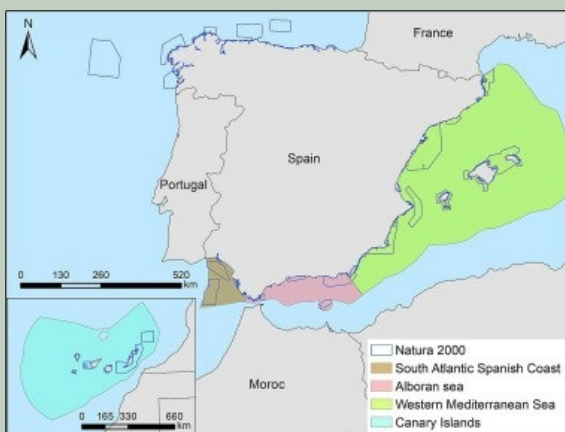 N
France
Spain
Portugal
0 130 260 520
km
Moroc
0 165 330 660
km
Natura 2000
South Atlantic Spanish Coast
Alboran sea
Western Mediterranean Sea
Canary Islands